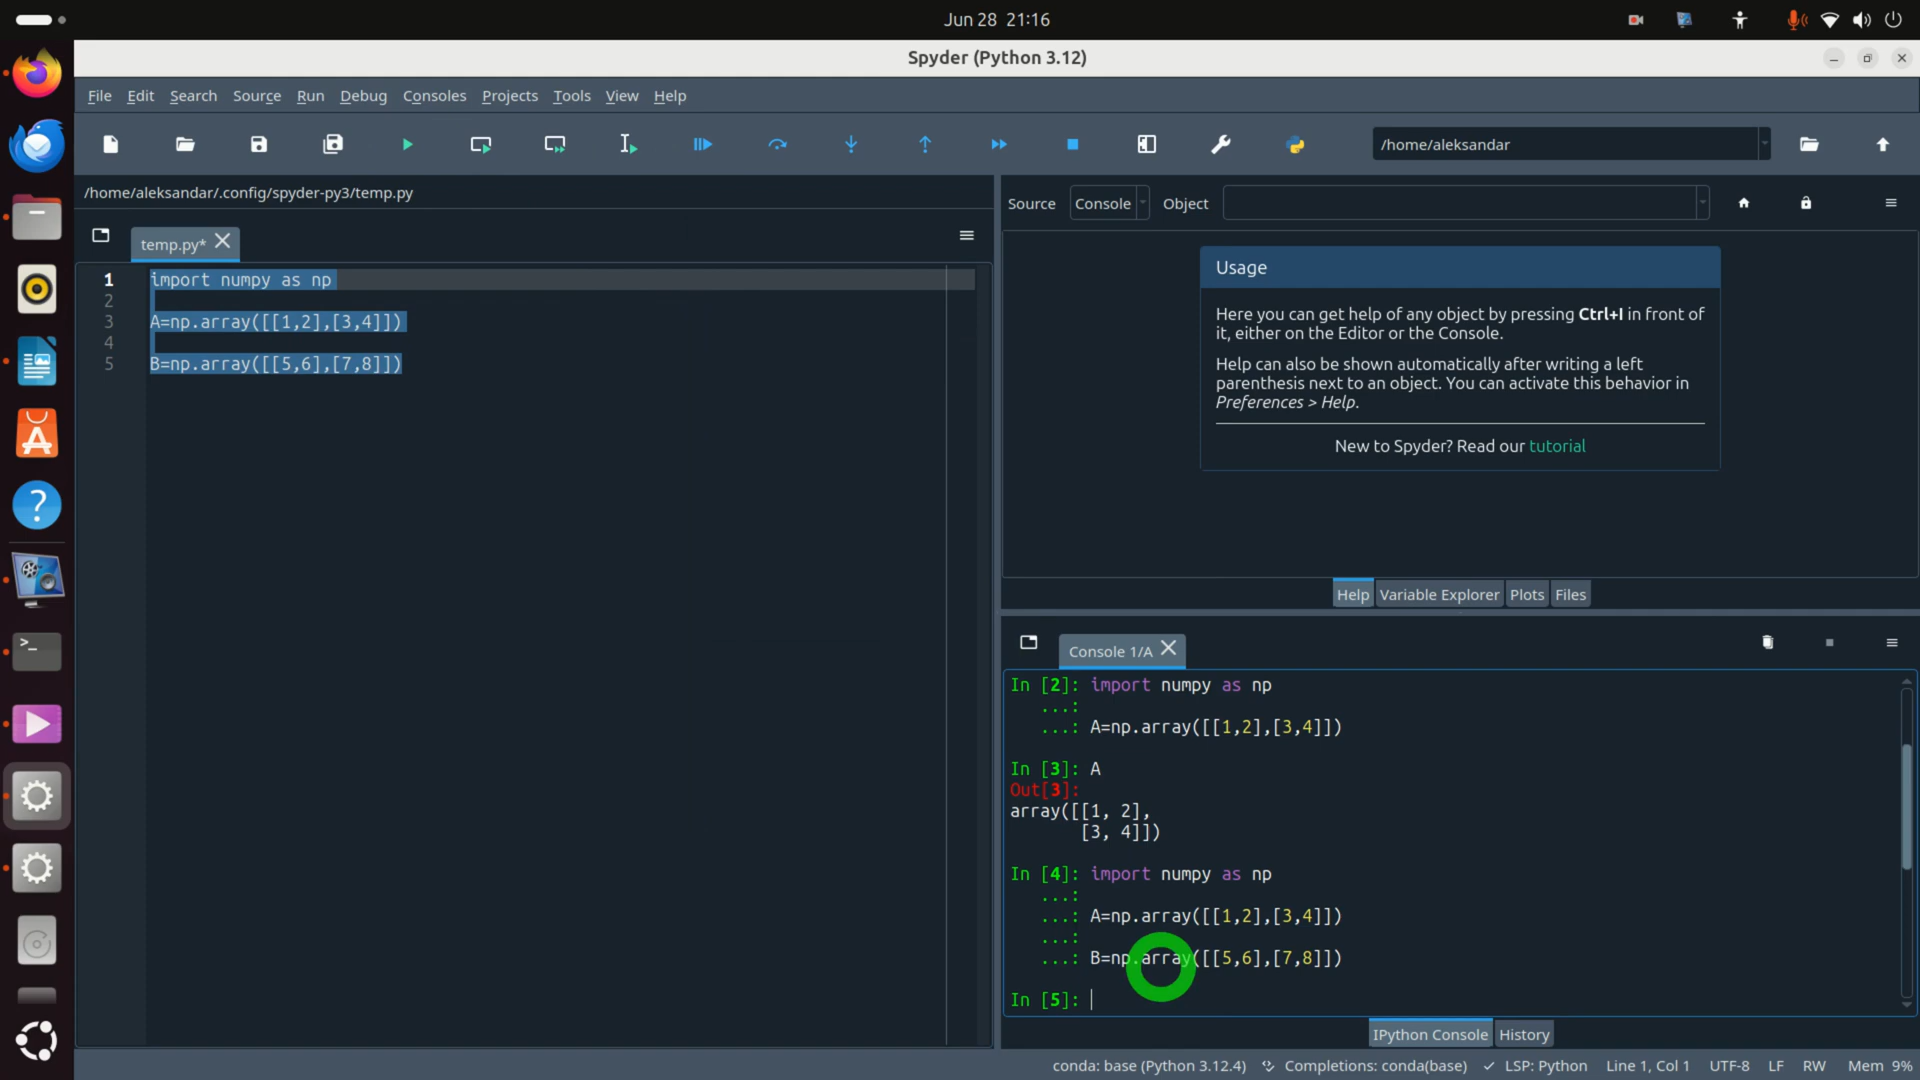 Jun 28 21:16
Spyder (Python 3.12)
File Edit Search Source Run Debug Consoles Projects Tools View Help
/home/aleksandar
/home/aleksandar/.config/spyder-py3/temp.py
temp.py*
1 import numpy as np
2
3 A=np.array([[1,2],[3,4]])
4
5 B=np.array([[5,6],[7,8]])
Source Console Object
Usage
Here you can get help of any object by pressing Ctrl+I in front of
it, either on the Editor or the Console.
Help can also be shown automatically after writing a left
parenthesis next to an object. You can activate this behavior in
Preferences > Help.
New to Spyder? Read our tutorial
Help Variable Explorer Plots Files
Console 1/A
In [2]: import numpy as np
...:
...: A=np.array([[1,2],[3,4]])
In [3]: A
Out[3]:
array([[1, 2],
[3, 4]])
In [4]: import numpy as np
...:
...: A=np.array([[1,2],[3,4]])
...:
...: B=np.array([[5,6],[7,8]])
In [5]:
IPython Console History
conda: base (Python 3.12.4) Completions: conda(base) LSP: Python Line 1, Col 1 UTF-8 LF RW Mem 9%